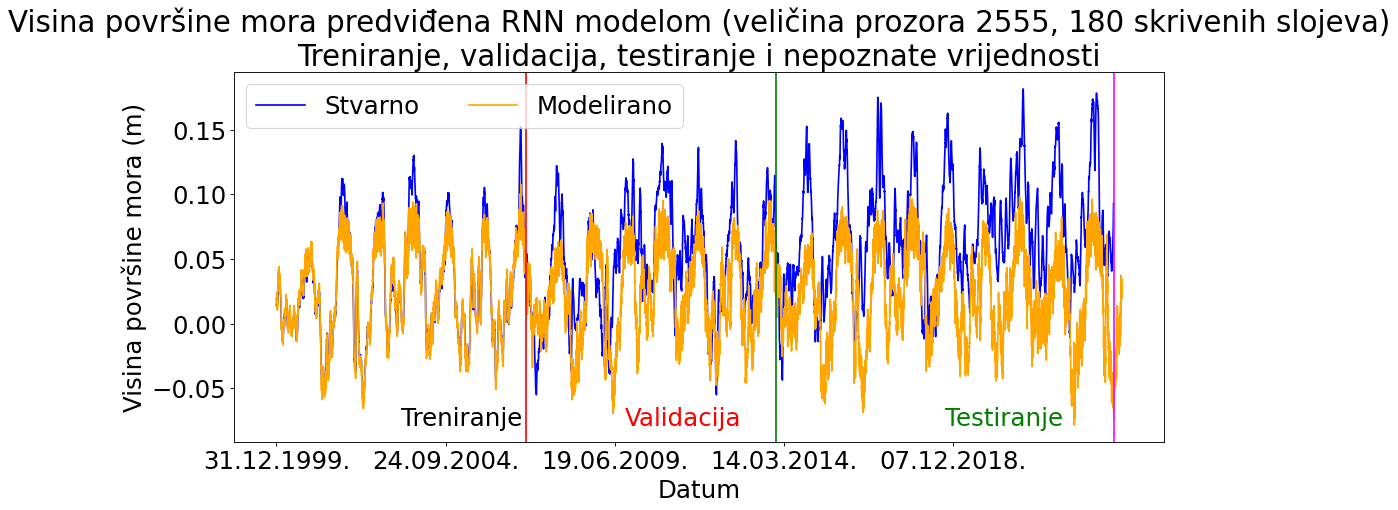 Visina površine mora predviđena RNN modelom (veličina prozora 2555, 180 skrivenih slojeva)
Treniranje, validacija, testiranje i nepoznate vrijednosti
Stvarno
Modelirano
Visina površine mora (m)
0.15
0.10
0.05
0.00
−0.05
Treniranje
Validacija
Testiranje
31.12.1999.
24.09.2004.
19.06.2009.
14.03.2014.
07.12.2018.
Datum